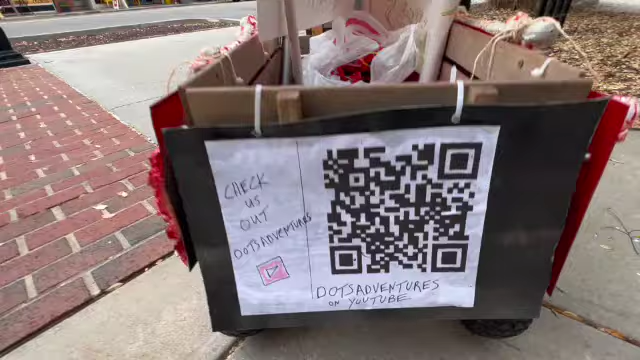 CHECK
US
OUT
DOTSADVENTURES
DOTSADVENTURES
ON YOUTUBE